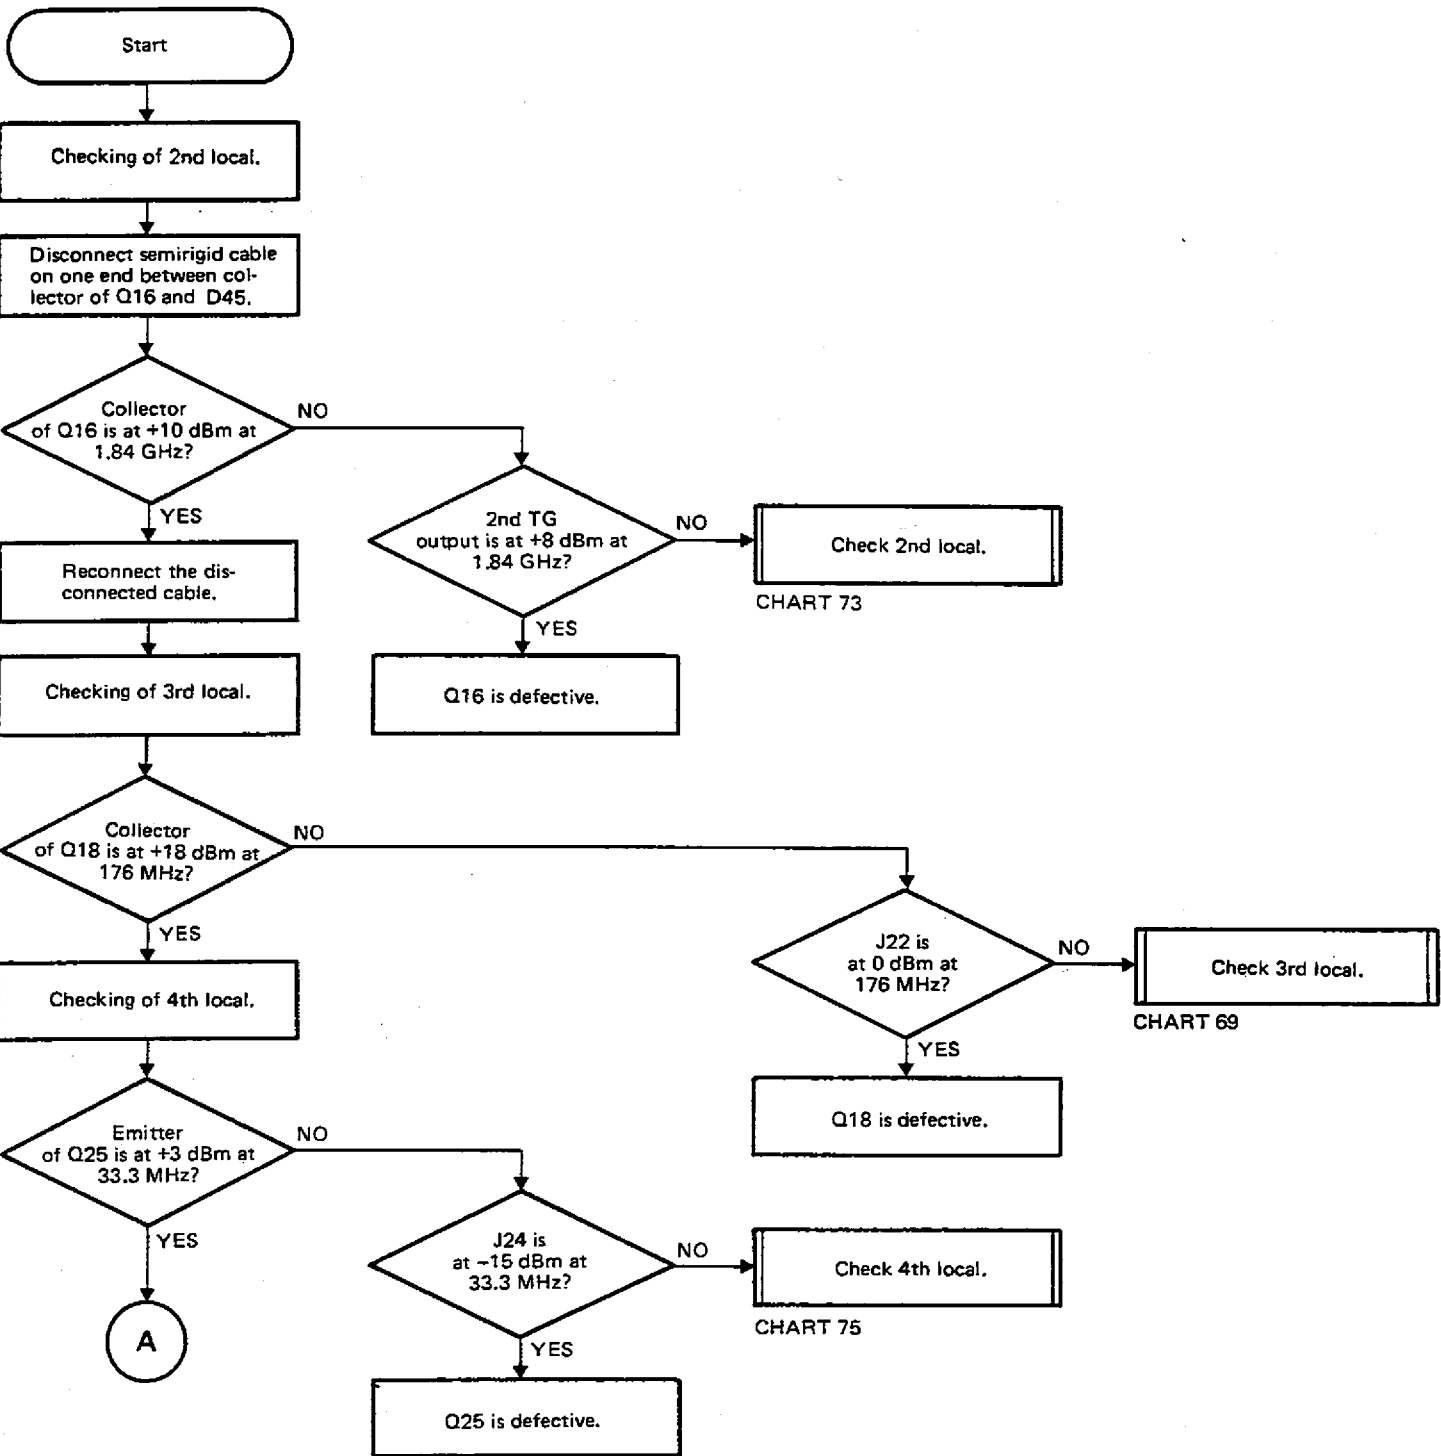 Start
Checking of 2nd local.
Disconnect semirigid cable
on one end between col-
lector of Q16 and D45.
Collector
of Q16 is at +10 dBm at
1.84 GHz?
NO
YES
2nd TG
output is at +8 dBm at
1.84 GHz?
NO
YES
Check 2nd local.
CHART 73
Reconnect the dis-
connected cable.
Q16 is defective.
Checking of 3rd local.
Collector
of Q18 is at +18 dBm at
176 MHz?
NO
YES
J22 is
at 0 dBm at
176 MHz?
NO
YES
Check 3rd local.
CHART 69
Checking of 4th local.
Q18 is defective.
Emitter
of Q25 is at +3 dBm at
33.3 MHz?
NO
YES
J24 is
at −15 dBm at
33.3 MHz?
NO
YES
Check 4th local.
CHART 75
A
Q25 is defective.